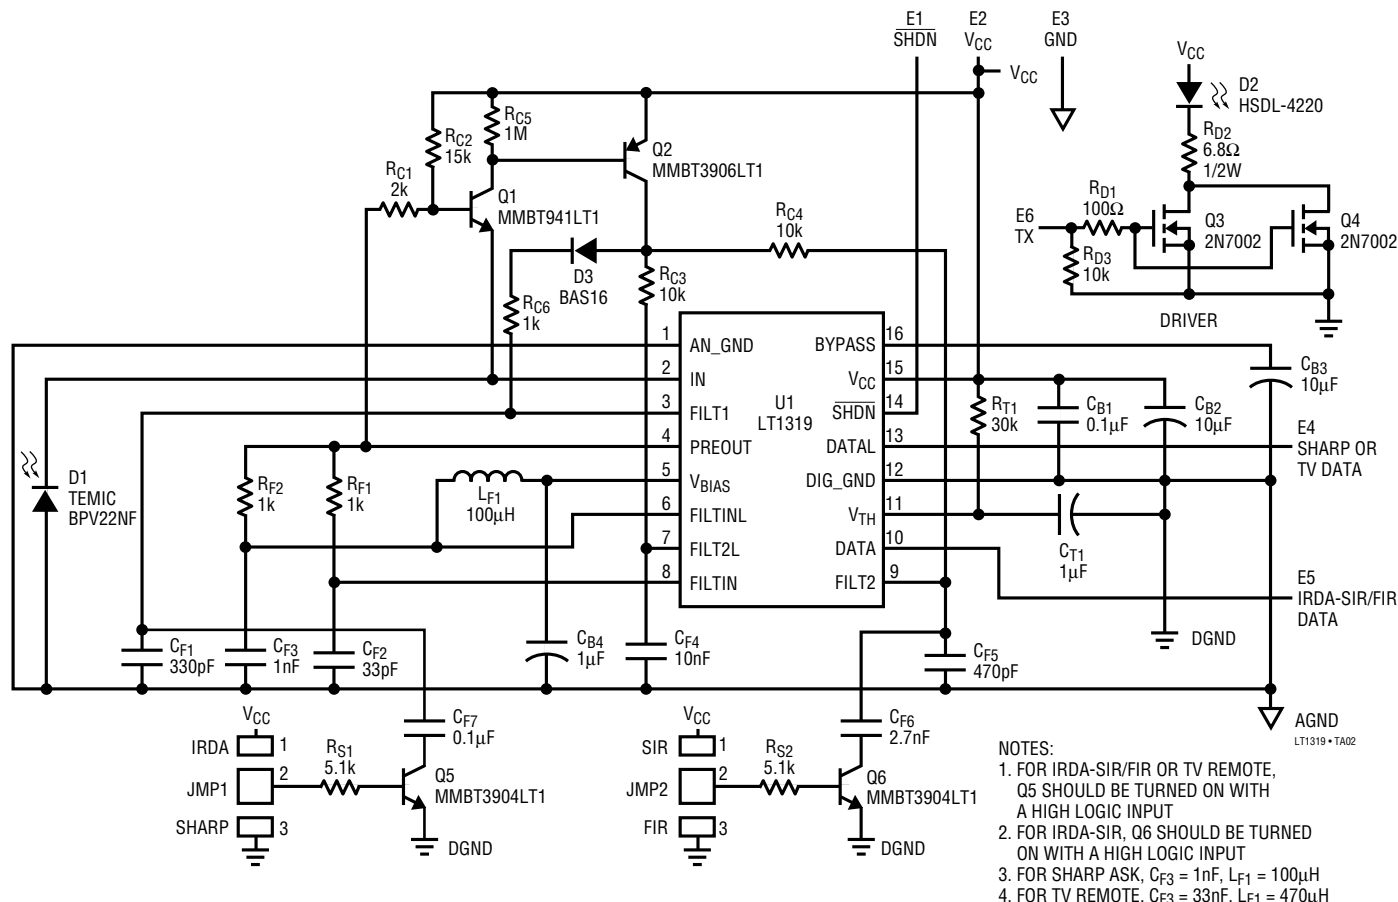 E1
SHDN
E2
VCC
E3
GND
VCC
VCC
D2
HSDL-4220
RD2
6.8Ω
1/2W
RC5
1M
RC2
15k
Q2
MMBT3906LT1
RC1
2k
Q1
MMBT941LT1
RD1
100Ω
E6
TX
Q3
2N7002
Q4
2N7002
RD3
10k
DRIVER
RC4
10k
D3
BAS16
RC3
10k
RC6
1k
1 AN_GND
2 IN
3 FILT1
4 PREOUT
5 VBIAS
6 FILTINL
7 FILT2L
8 FILTIN
U1
LT1319
BYPASS 16
VCC 15
SHDN 14
DATAL 13
DIG_GND 12
VTH 11
DATA 10
FILT2 9
RT1
30k
CB1
0.1µF
CB2
10µF
CB3
10µF
E4
SHARP OR
TV DATA
D1
TEMIC
BPV22NF
RF2
1k
RF1
1k
LF1
100µH
CT1
1µF
E5
IRDA-SIR/FIR
DATA
DGND
CF1
330pF
CF3
1nF
CF2
33pF
CB4
1µF
CF4
10nF
CF5
470pF
AGND
LT1319 • TA02
VCC
IRDA 1
JMP1 2
SHARP 3
RS1
5.1k
CF7
0.1µF
Q5
MMBT3904LT1
DGND
VCC
SIR 1
JMP2 2
FIR 3
RS2
5.1k
CF6
2.7nF
Q6
MMBT3904LT1
DGND
NOTES:
1. FOR IRDA-SIR/FIR OR TV REMOTE,
Q5 SHOULD BE TURNED ON WITH
A HIGH LOGIC INPUT
2. FOR IRDA-SIR, Q6 SHOULD BE TURNED
ON WITH A HIGH LOGIC INPUT
3. FOR SHARP ASK, CF3 = 1nF, LF1 = 100µH
4. FOR TV REMOTE, CF3 = 33nF, LF1 = 470µH